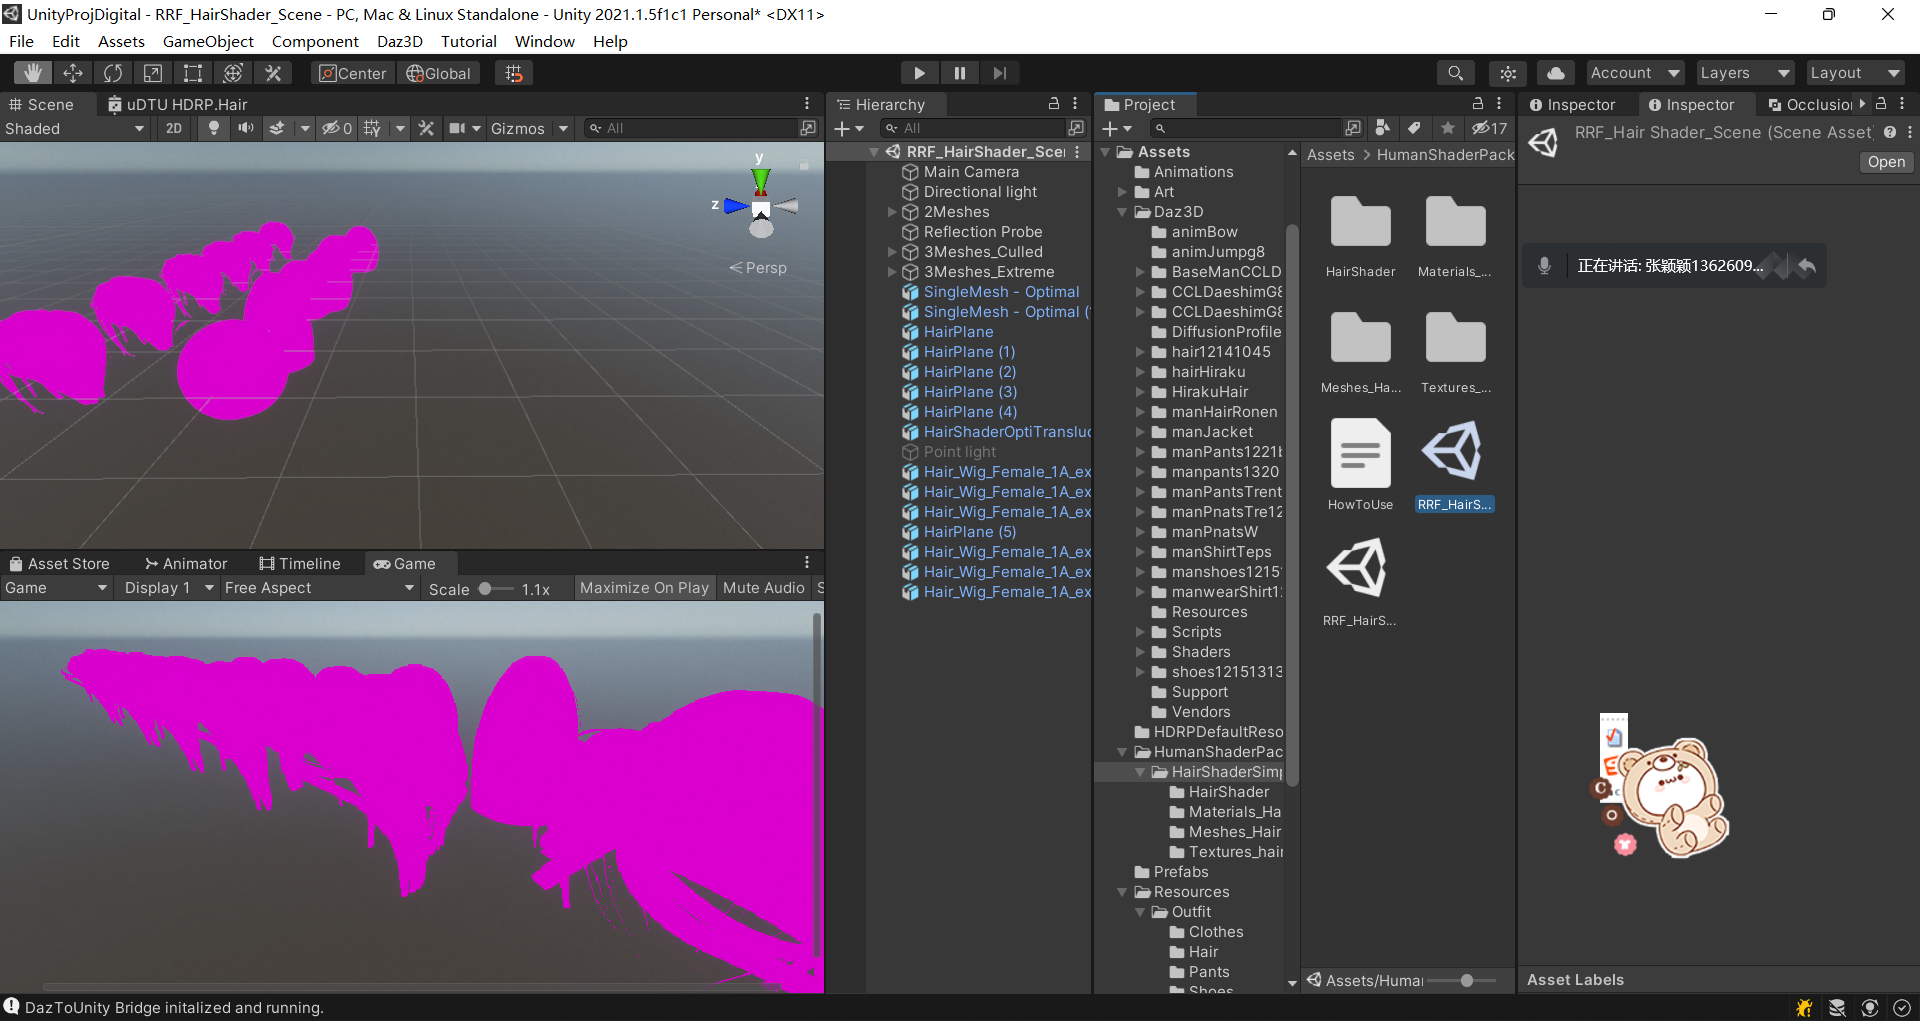 UnityProjDigital - RRF_HairShader_Scene - PC, Mac & Linux Standalone - Unity 2021.1.5f1c1 Personal* <DX11>
File Edit Assets GameObject Component Daz3D Tutorial Window Help
Center Global Account Layers Layout
Scene uDTU HDRP.Hair
Shaded 2D 0 Gizmos All
y
z
Persp
Asset Store Animator Timeline Game
Game Display 1 Free Aspect Scale 1.1x Maximize On Play Mute Audio S
Hierarchy
All
RRF_HairShader_Scei
Main Camera
Directional light
2Meshes
Reflection Probe
3Meshes_Culled
3Meshes_Extreme
SingleMesh - Optimal
SingleMesh - Optimal (
HairPlane
HairPlane (1)
HairPlane (2)
HairPlane (3)
HairPlane (4)
HairShaderOptiTransluc
Point light
Hair_Wig_Female_1A_ex
Hair_Wig_Female_1A_ex
Hair_Wig_Female_1A_ex
HairPlane (5)
Hair_Wig_Female_1A_ex
Hair_Wig_Female_1A_ex
Hair_Wig_Female_1A_ex
Project
17
Assets
Animations
Art
Daz3D
animBow
animJumpg8
BaseManCCLD
CCLDaeshimG8
CCLDaeshimG8
DiffusionProfile
hair12141045
hairHiraku
HirakuHair
manHairRonen
manJacket
manPants1221b
manpants1320
manPantsTrent
manPnatsTre12
manPnatsW
manShirtTeps
manshoes1215
manwearShirt1
Resources
Scripts
Shaders
shoes12151313
Support
Vendors
HDRPDefaultReso
HumanShaderPac
HairShaderSimp
HairShader
Materials_Ha
Meshes_Hair
Textures_hair
Prefabs
Resources
Outfit
Clothes
Hair
Pants
Shoes
Assets > HumanShaderPack
HairShader
Materials_...
Meshes_Ha...
Textures_...
HowToUse
RRF_HairS...
RRF_HairS...
Assets/Humai
Inspector Inspector Occlusio
RRF_Hair Shader_Scene (Scene Asset
Open
正在讲话: 张颖颖1362609...
C
O
Asset Labels
DazToUnity Bridge initalized and running.